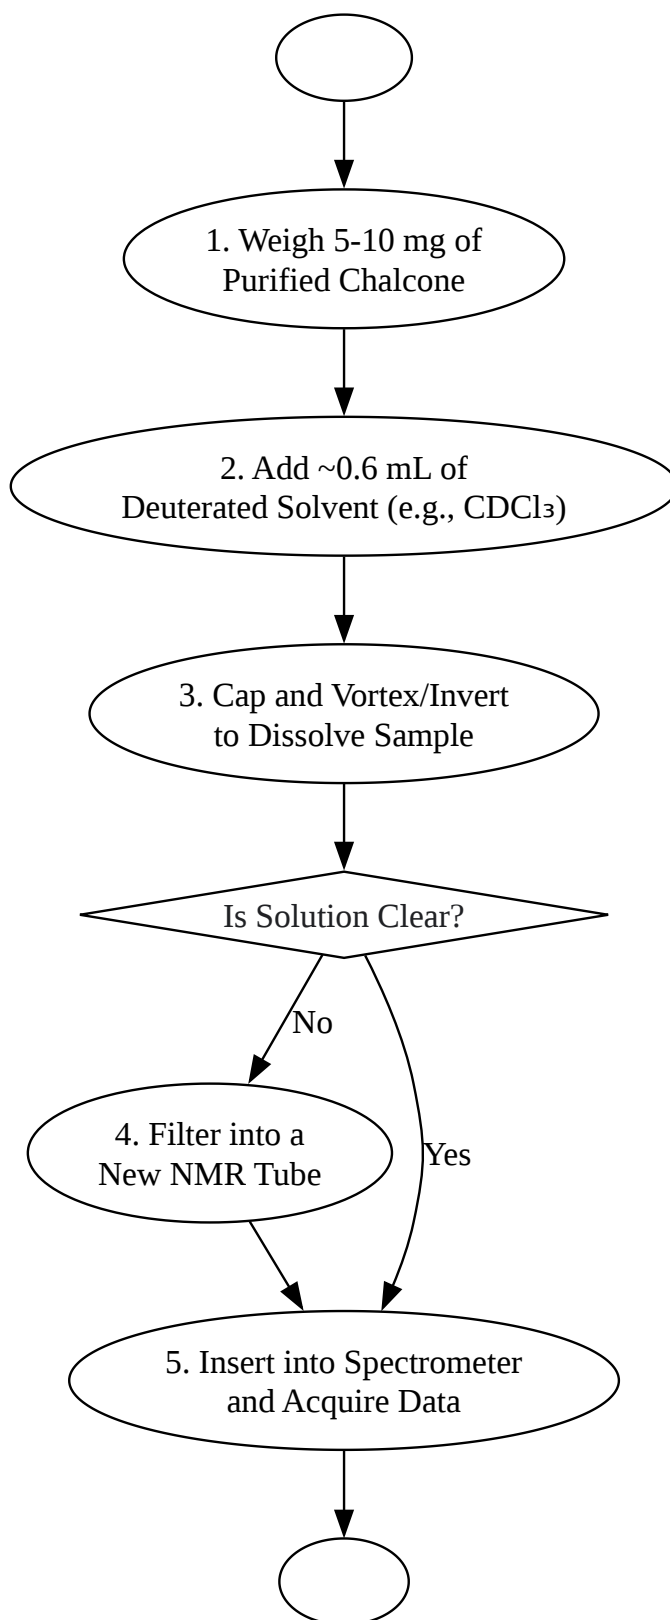 1. Weigh 5-10 mg of
Purified Chalcone
2. Add ~0.6 mL of
Deuterated Solvent (e.g., CDCl₃)
3. Cap and Vortex/Invert
to Dissolve Sample
Is Solution Clear?
No
4. Filter into a
New NMR Tube
Yes
5. Insert into Spectrometer
and Acquire Data